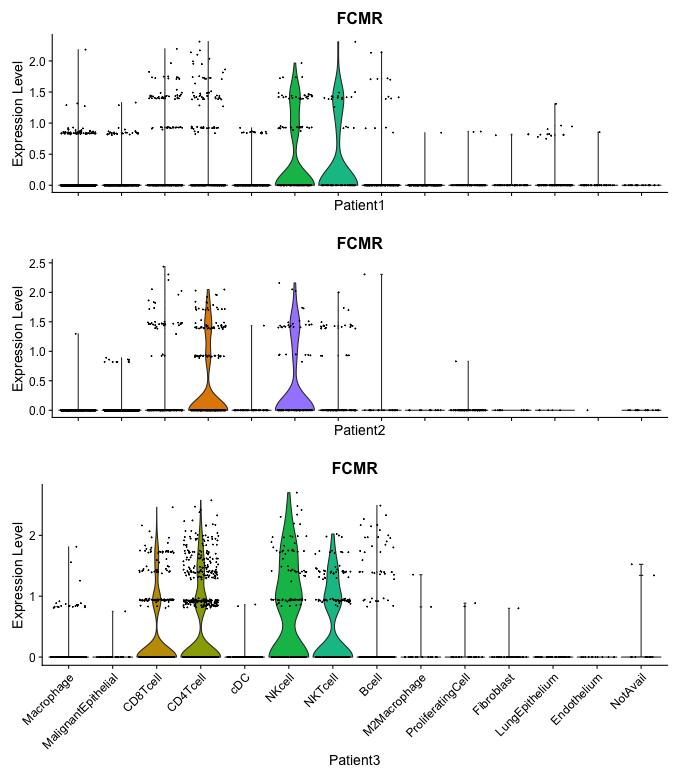 FCMR
Expression Level
2.0
1.5
1.0
0.5
0.0
Patient1
FCMR
Expression Level
2.5
2.0
1.5
1.0
0.5
0.0
Patient2
FCMR
Expression Level
2
1
0
Macrophage
MalignantEpithelial
CD8Tcell
CD4Tcell
cDC
NKcell
NKTcell
Bcell
M2Macrophage
ProliferatingCell
Fibroblast
LungEpithelium
Endothelium
NotAvail
Patient3